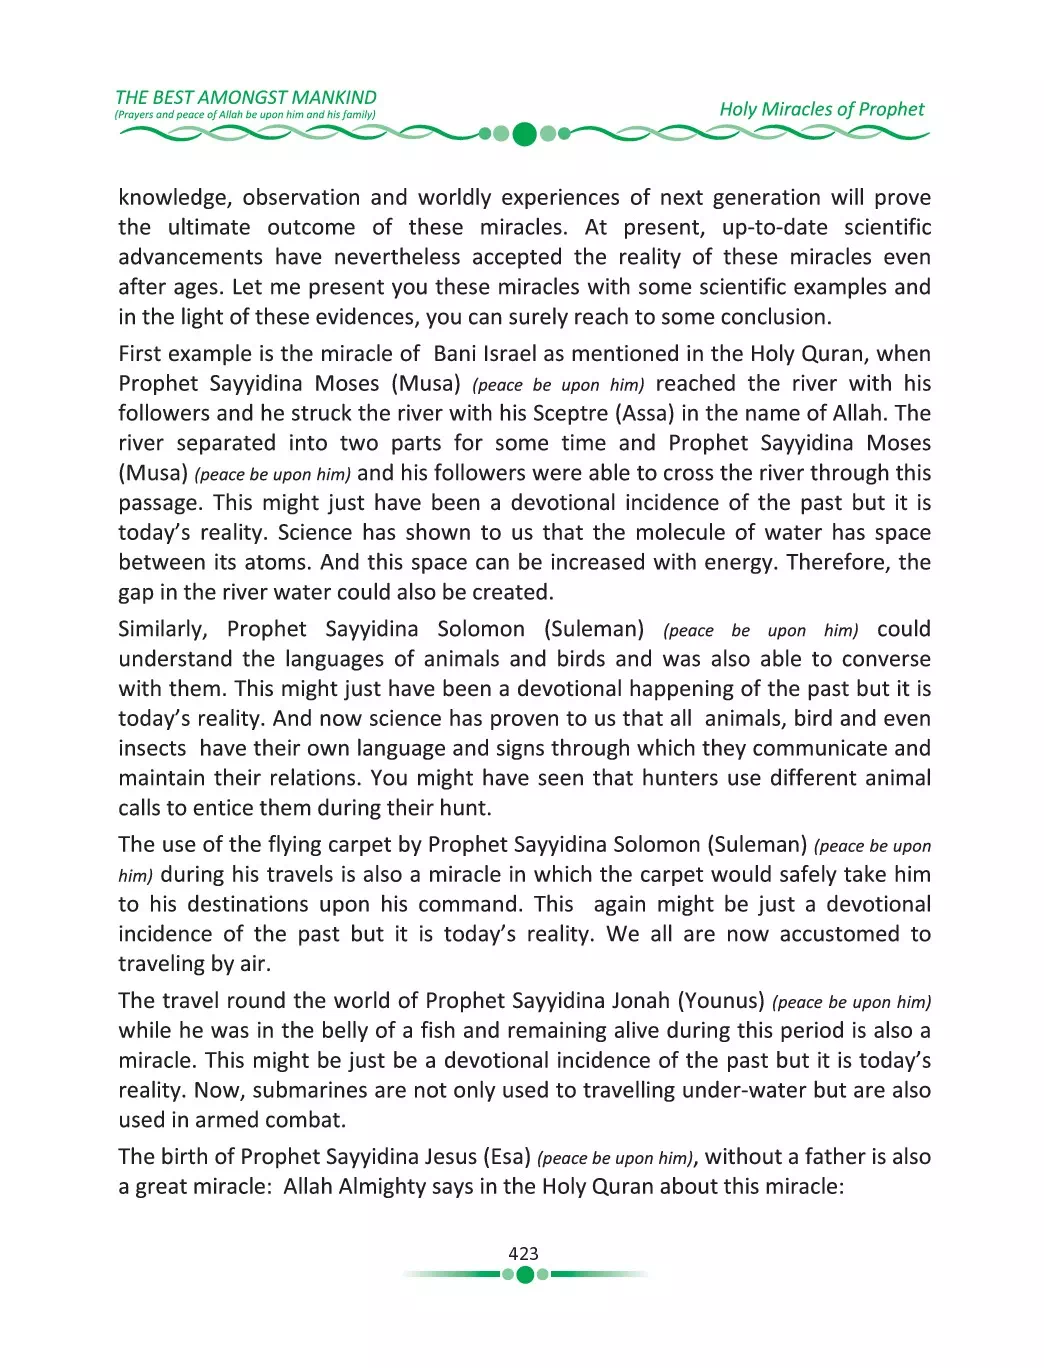 THE BEST AMONGST MANKIND
(Prayers and peace of Allah be upon him and his family)
Holy Miracles of Prophet
knowledge, observation and worldly experiences of next generation will prove
the ultimate outcome of these miracles. At present, up-to-date scientific
advancements have nevertheless accepted the reality of these miracles even
after ages. Let me present you these miracles with some scientific examples and
in the light of these evidences, you can surely reach to some conclusion.
First example is the miracle of Bani Israel as mentioned in the Holy Quran, when
Prophet Sayyidina Moses (Musa) (peace be upon him) reached the river with his
followers and he struck the river with his Sceptre (Assa) in the name of Allah. The
river separated into two parts for some time and Prophet Sayyidina Moses
(Musa) (peace be upon him) and his followers were able to cross the river through this
passage. This might just have been a devotional incidence of the past but it is
today’s reality. Science has shown to us that the molecule of water has space
between its atoms. And this space can be increased with energy. Therefore, the
gap in the river water could also be created.
Similarly, Prophet Sayyidina Solomon (Suleman) (peace be upon him) could
understand the languages of animals and birds and was also able to converse
with them. This might just have been a devotional happening of the past but it is
today’s reality. And now science has proven to us that all animals, bird and even
insects have their own language and signs through which they communicate and
maintain their relations. You might have seen that hunters use different animal
calls to entice them during their hunt.
The use of the flying carpet by Prophet Sayyidina Solomon (Suleman) (peace be upon
him) during his travels is also a miracle in which the carpet would safely take him
to his destinations upon his command. This again might be just a devotional
incidence of the past but it is today’s reality. We all are now accustomed to
traveling by air.
The travel round the world of Prophet Sayyidina Jonah (Younus) (peace be upon him)
while he was in the belly of a fish and remaining alive during this period is also a
miracle. This might be just be a devotional incidence of the past but it is today’s
reality. Now, submarines are not only used to travelling under-water but are also
used in armed combat.
The birth of Prophet Sayyidina Jesus (Esa) (peace be upon him), without a father is also
a great miracle: Allah Almighty says in the Holy Quran about this miracle:
423